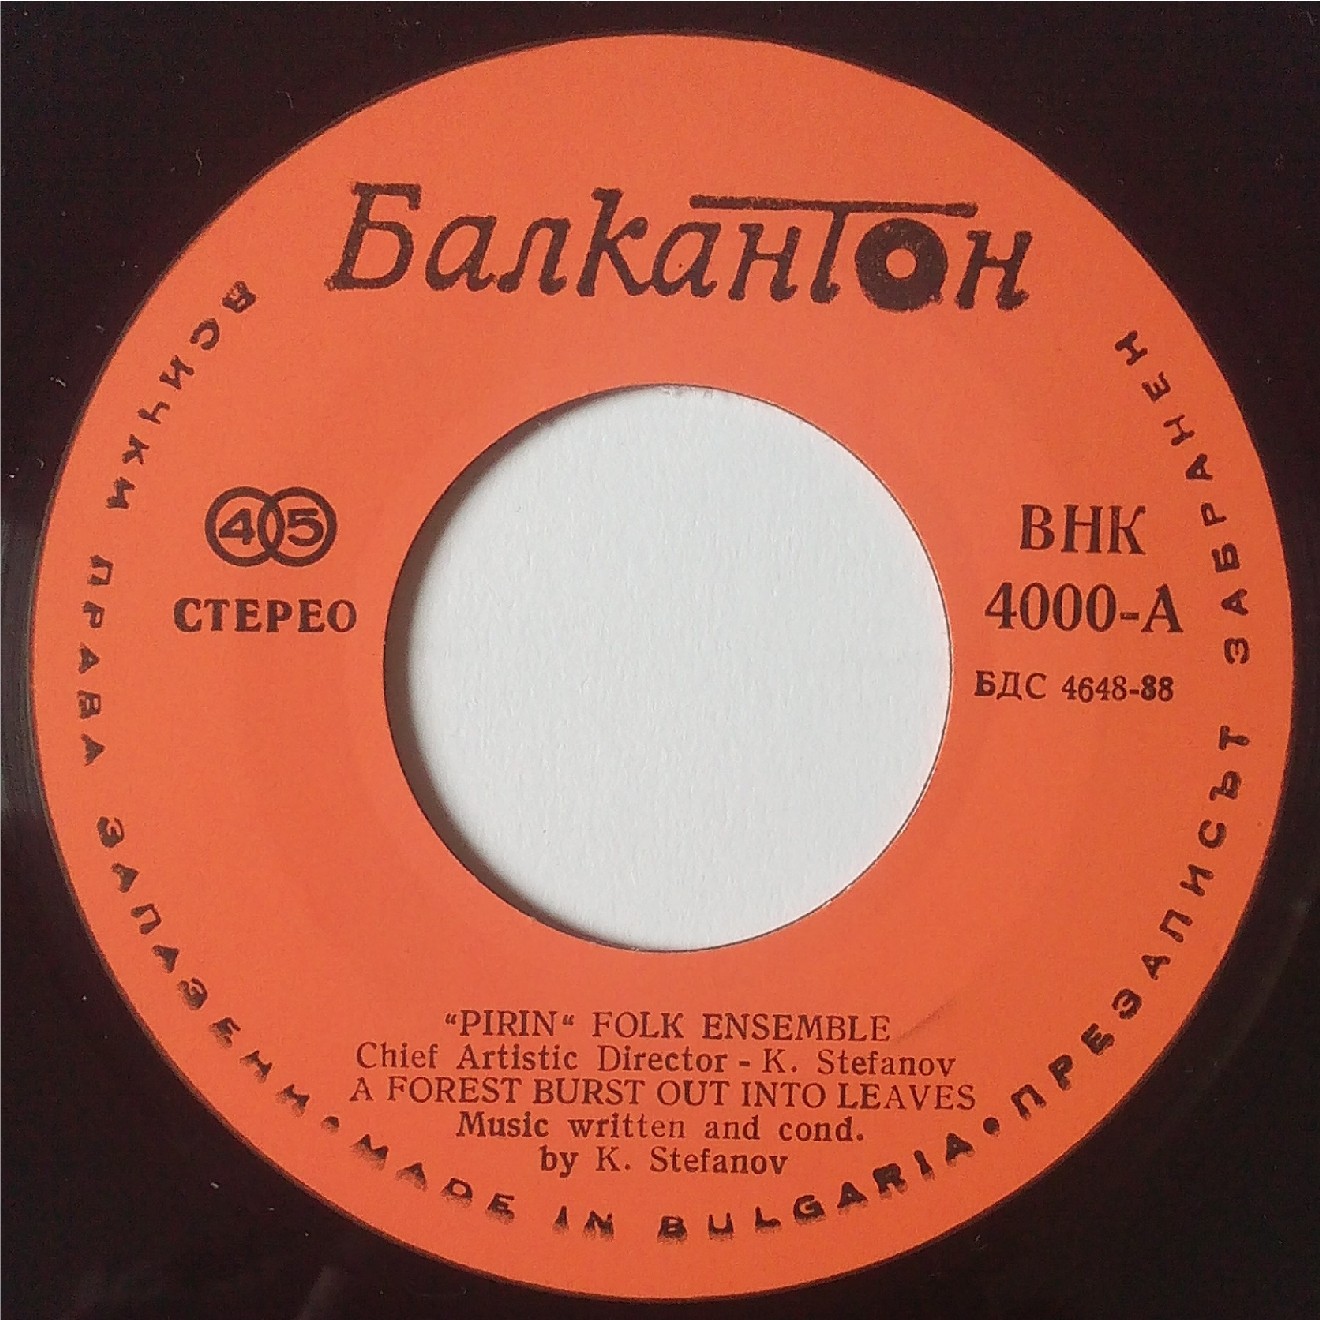 Балкантон
45
СТЕРЕО
ВНК
4000-А
БДС 4648-88
"PIRIN" FOLK ENSEMBLE
Chief Artistic Director - K. Stefanov
A FOREST BURST OUT INTO LEAVES
Music written and cond.
by K. Stefanov
ВСИЧКИ ПРАВА ЗАПАЗЕНИ • MADE IN BULGARIA • ПРЕЗАПИСЪТ ЗАБРАНЕН